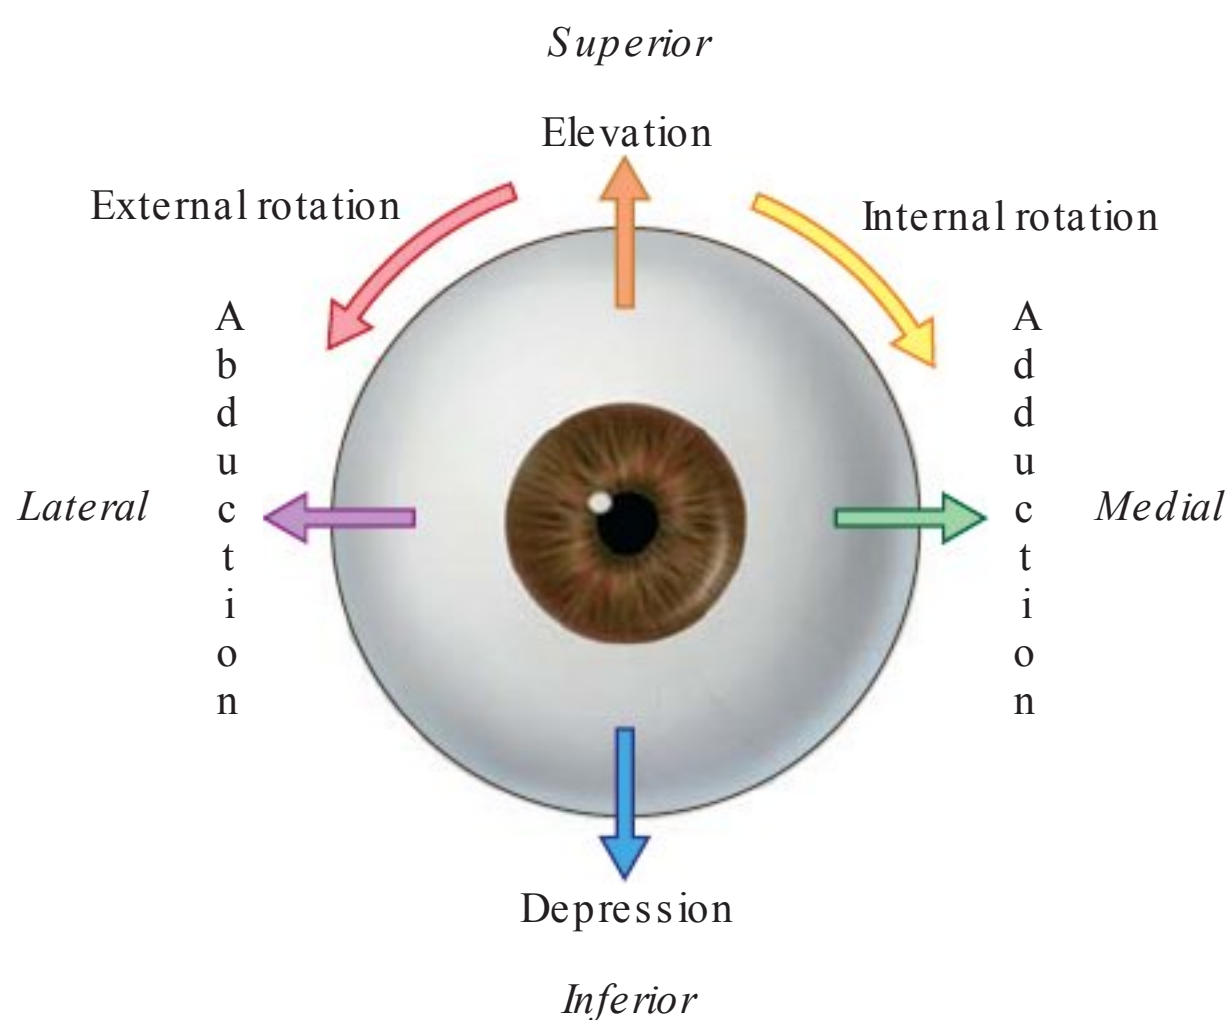 Superior
Elevation
External rotation
Internal rotation
Abduction
Adduction
Lateral
Medial
Depression
Inferior